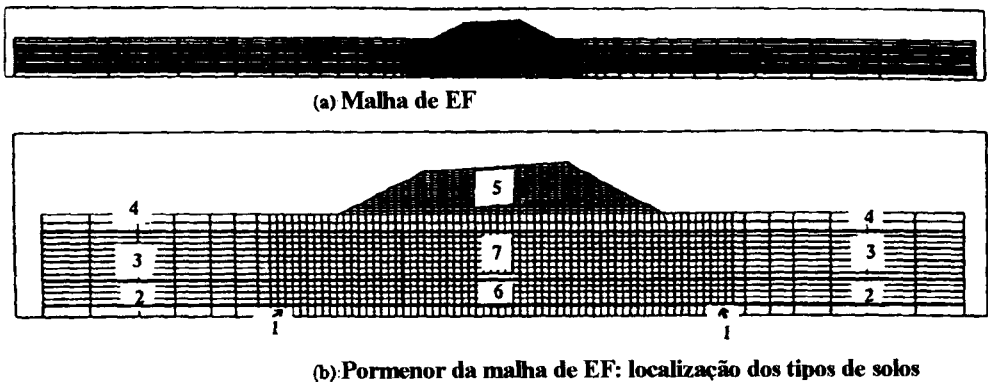 (a) Malha de EF
5
4 4
3 7 3
2 6 2
1 1
(b):Pormenor da malha de EF: localização dos tipos de solos